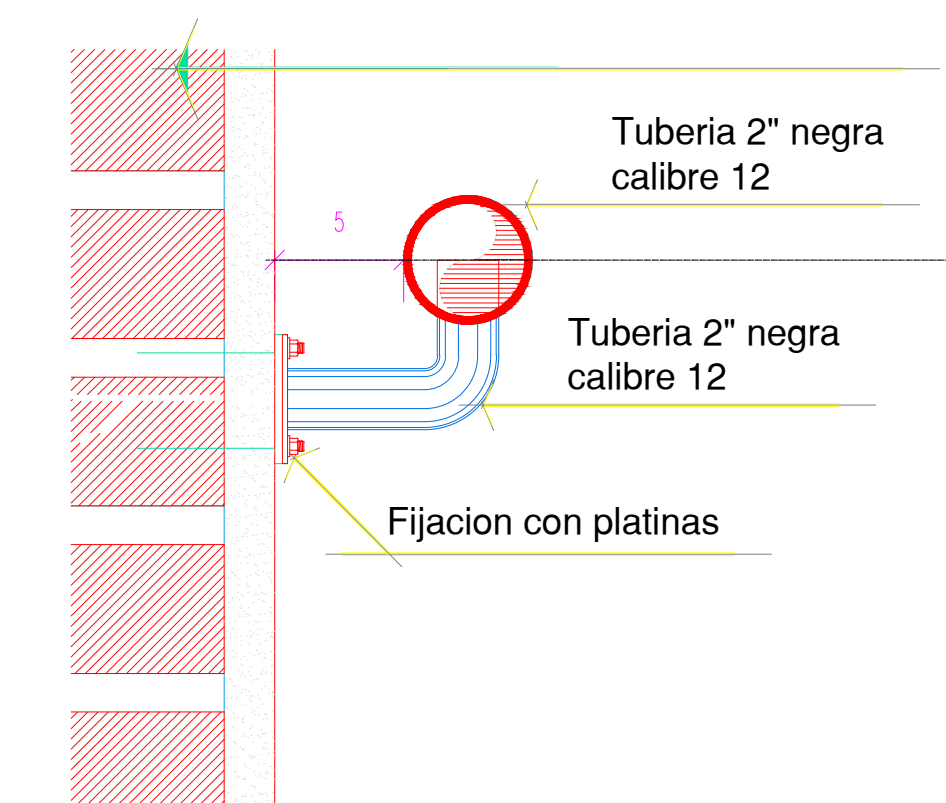 Tuberia 2" negra
calibre 12
5
Tuberia 2" negra
calibre 12
Fijacion con platinas